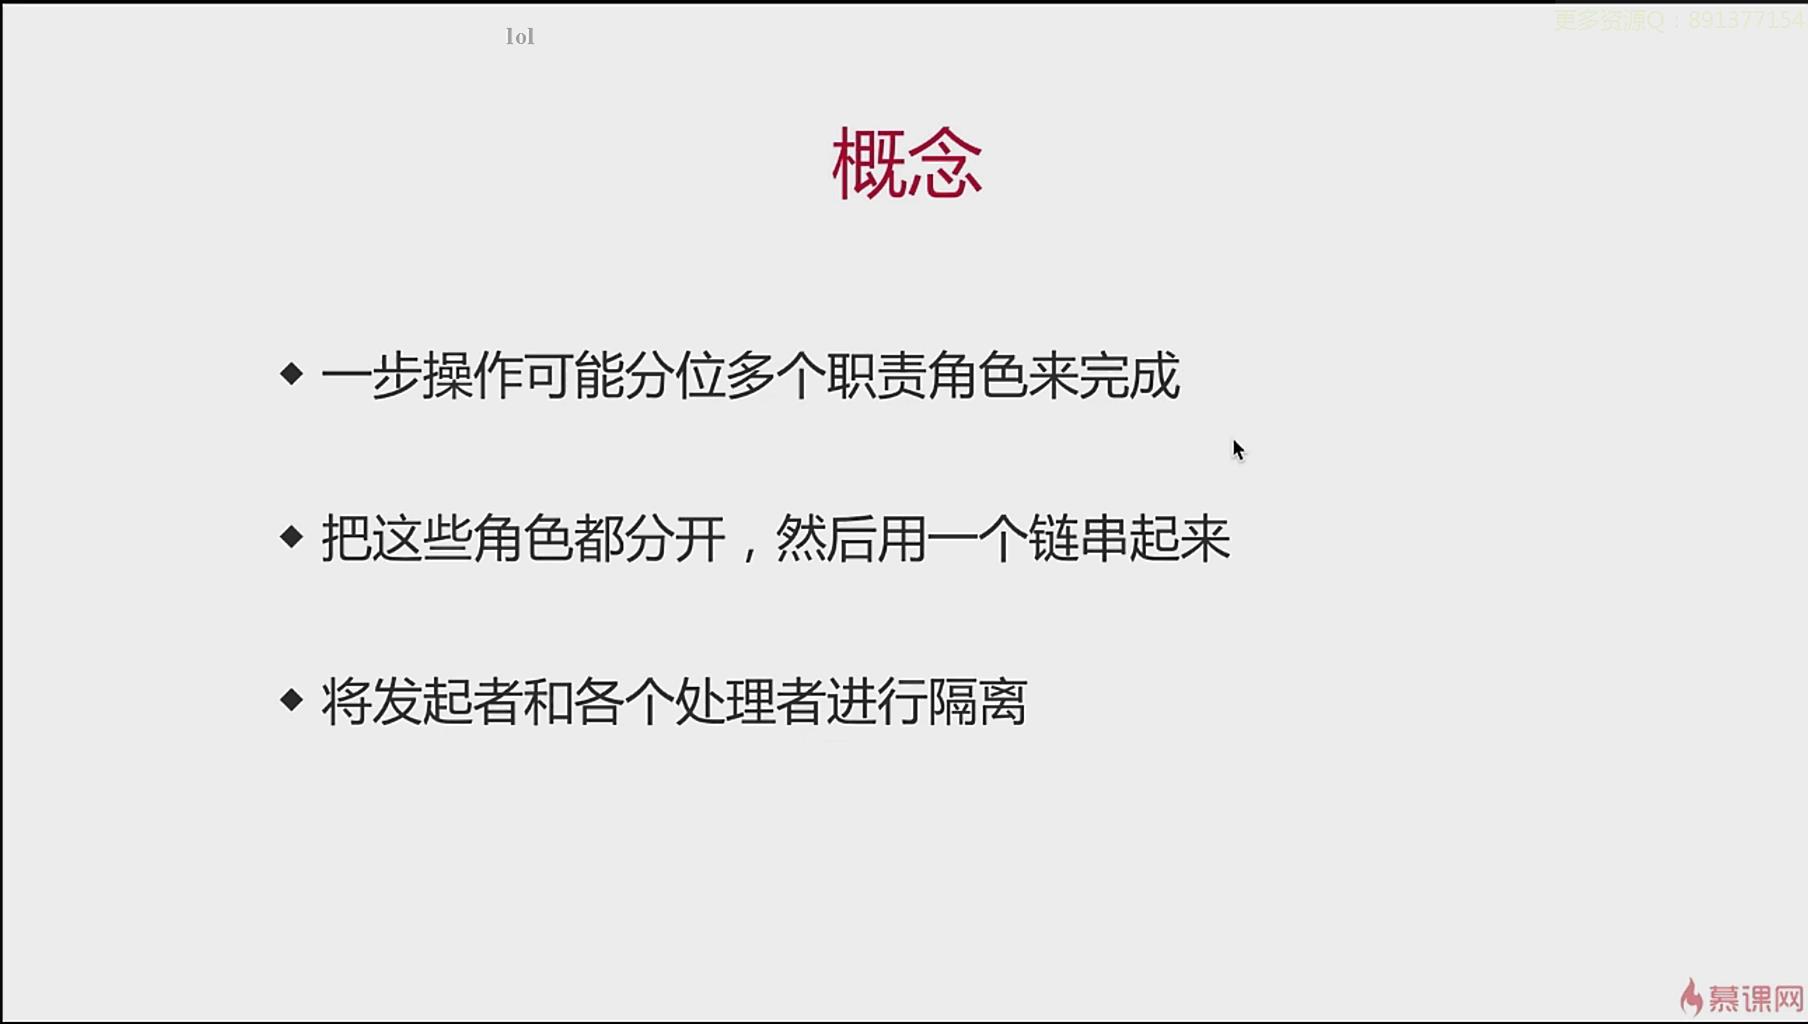 更多资源Q：891377154
lol
概念
◆ 一步操作可能分位多个职责角色来完成
◆ 把这些角色都分开，然后用一个链串起来
◆ 将发起者和各个处理者进行隔离
慕课网